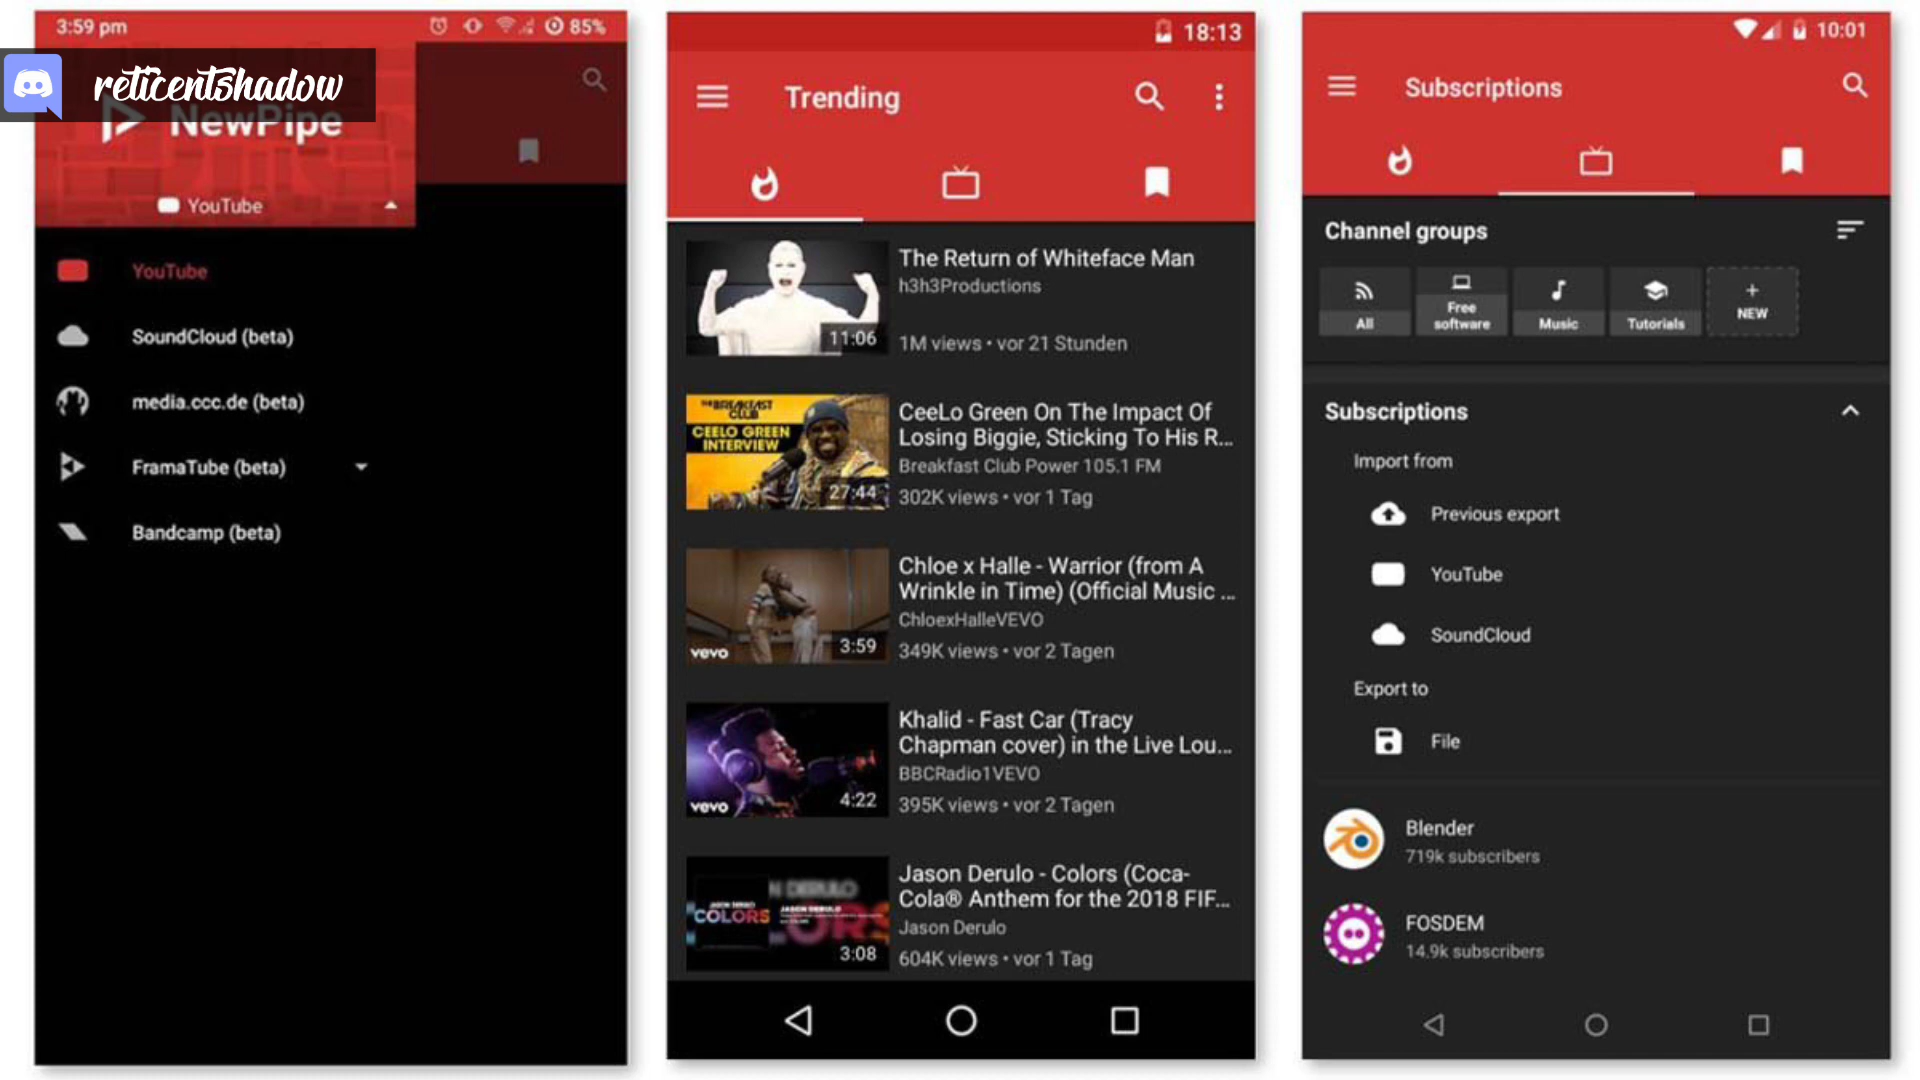 3:59 pm
85%
reticentshadow
NewPipe
YouTube
YouTube
SoundCloud (beta)
media.ccc.de (beta)
FramaTube (beta)
Bandcamp (beta)
18:13
Trending
11:06
The Return of Whiteface Man
h3h3Productions
1M views • vor 21 Stunden
THE BREAKFAST
CLUB
CEELO GREEN
INTERVIEW
27:44
CeeLo Green On The Impact Of
Losing Biggie, Sticking To His R...
Breakfast Club Power 105.1 FM
302K views • vor 1 Tag
vevo
3:59
Chloe x Halle - Warrior (from A
Wrinkle in Time) (Official Music ...
ChloexHalleVEVO
349K views • vor 2 Tagen
vevo
4:22
Khalid - Fast Car (Tracy
Chapman cover) in the Live Lou...
BBCRadio1VEVO
395K views • vor 2 Tagen
JASON DERULO
COLORS
JASON DERULO
3:08
Jason Derulo - Colors (Coca-
Cola® Anthem for the 2018 FIF...
Jason Derulo
604K views • vor 1 Tag
10:01
Subscriptions
Channel groups
All
Free
software
Music
Tutorials
+
NEW
Subscriptions
Import from
Previous export
YouTube
SoundCloud
Export to
File
Blender
719k subscribers
FOSDEM
14.9k subscribers